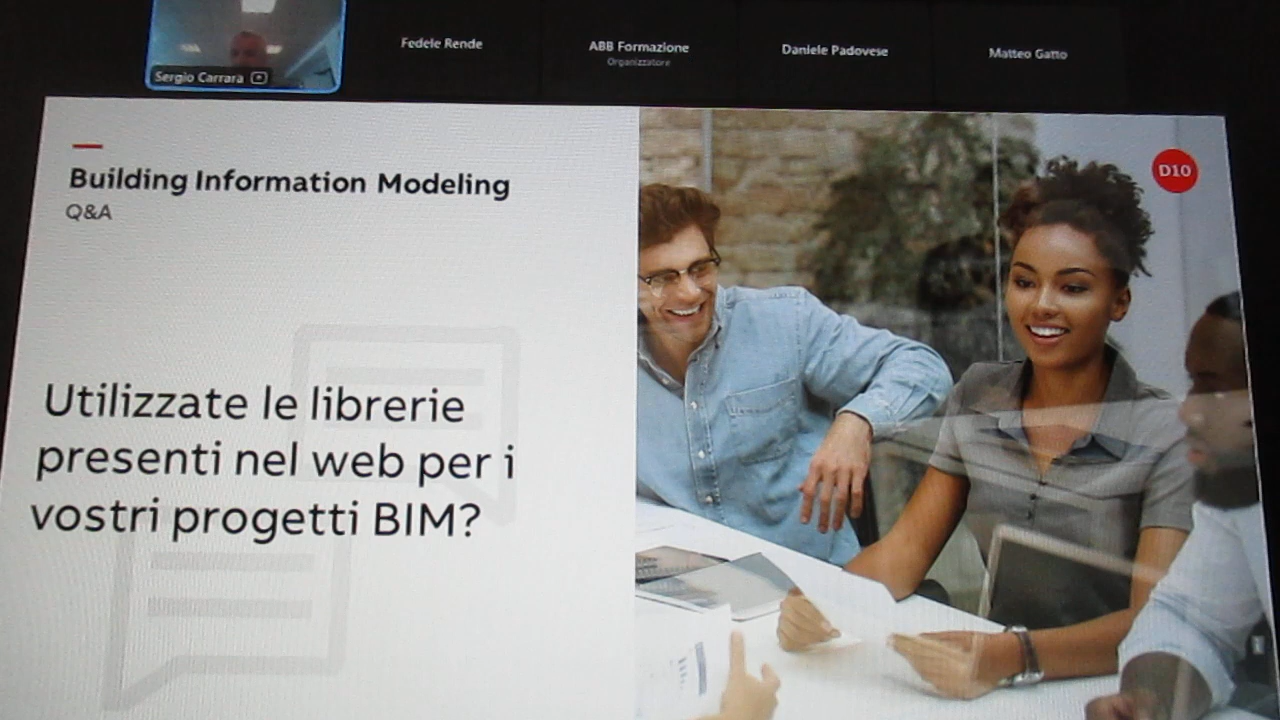 Sergio Carrara
Fedele Rende
ABB Formazione
Organizzatore
Daniele Padovese
Matteo Gatto
Building Information Modeling
Q&A
D10
Utilizzate le librerie
presenti nel web per i
vostri progetti BIM?